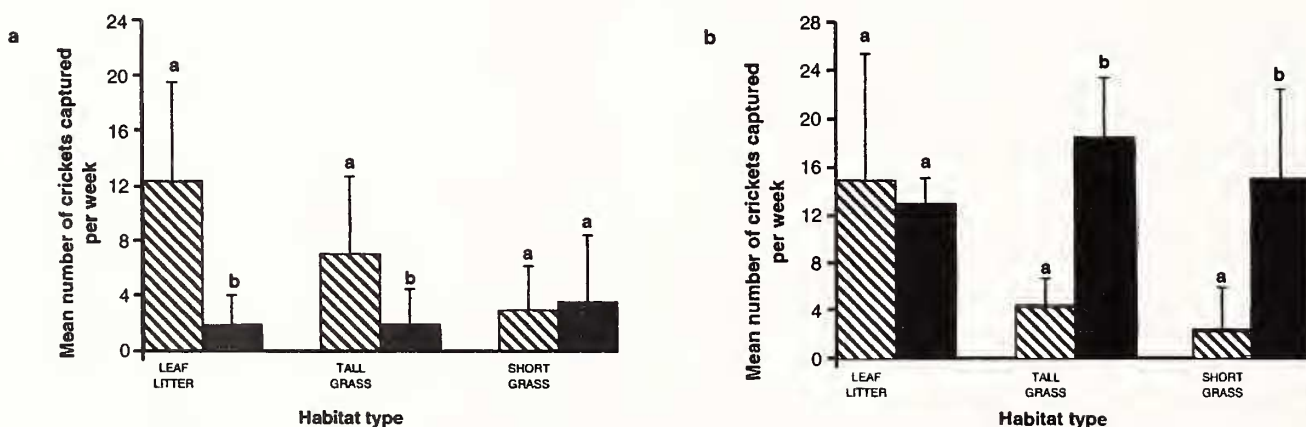 a
Mean number of crickets captured
per week
24
20
16
12
8
4
0
a
b
a
b
a
a
LEAF
LITTER
TALL
GRASS
SHORT
GRASS
Habitat type
b
Mean number of crickets captured
per week
28
24
20
16
12
8
4
0
a
a
a
b
a
b
LEAF
LITTER
TALL
GRASS
SHORT
GRASS
Habitat type